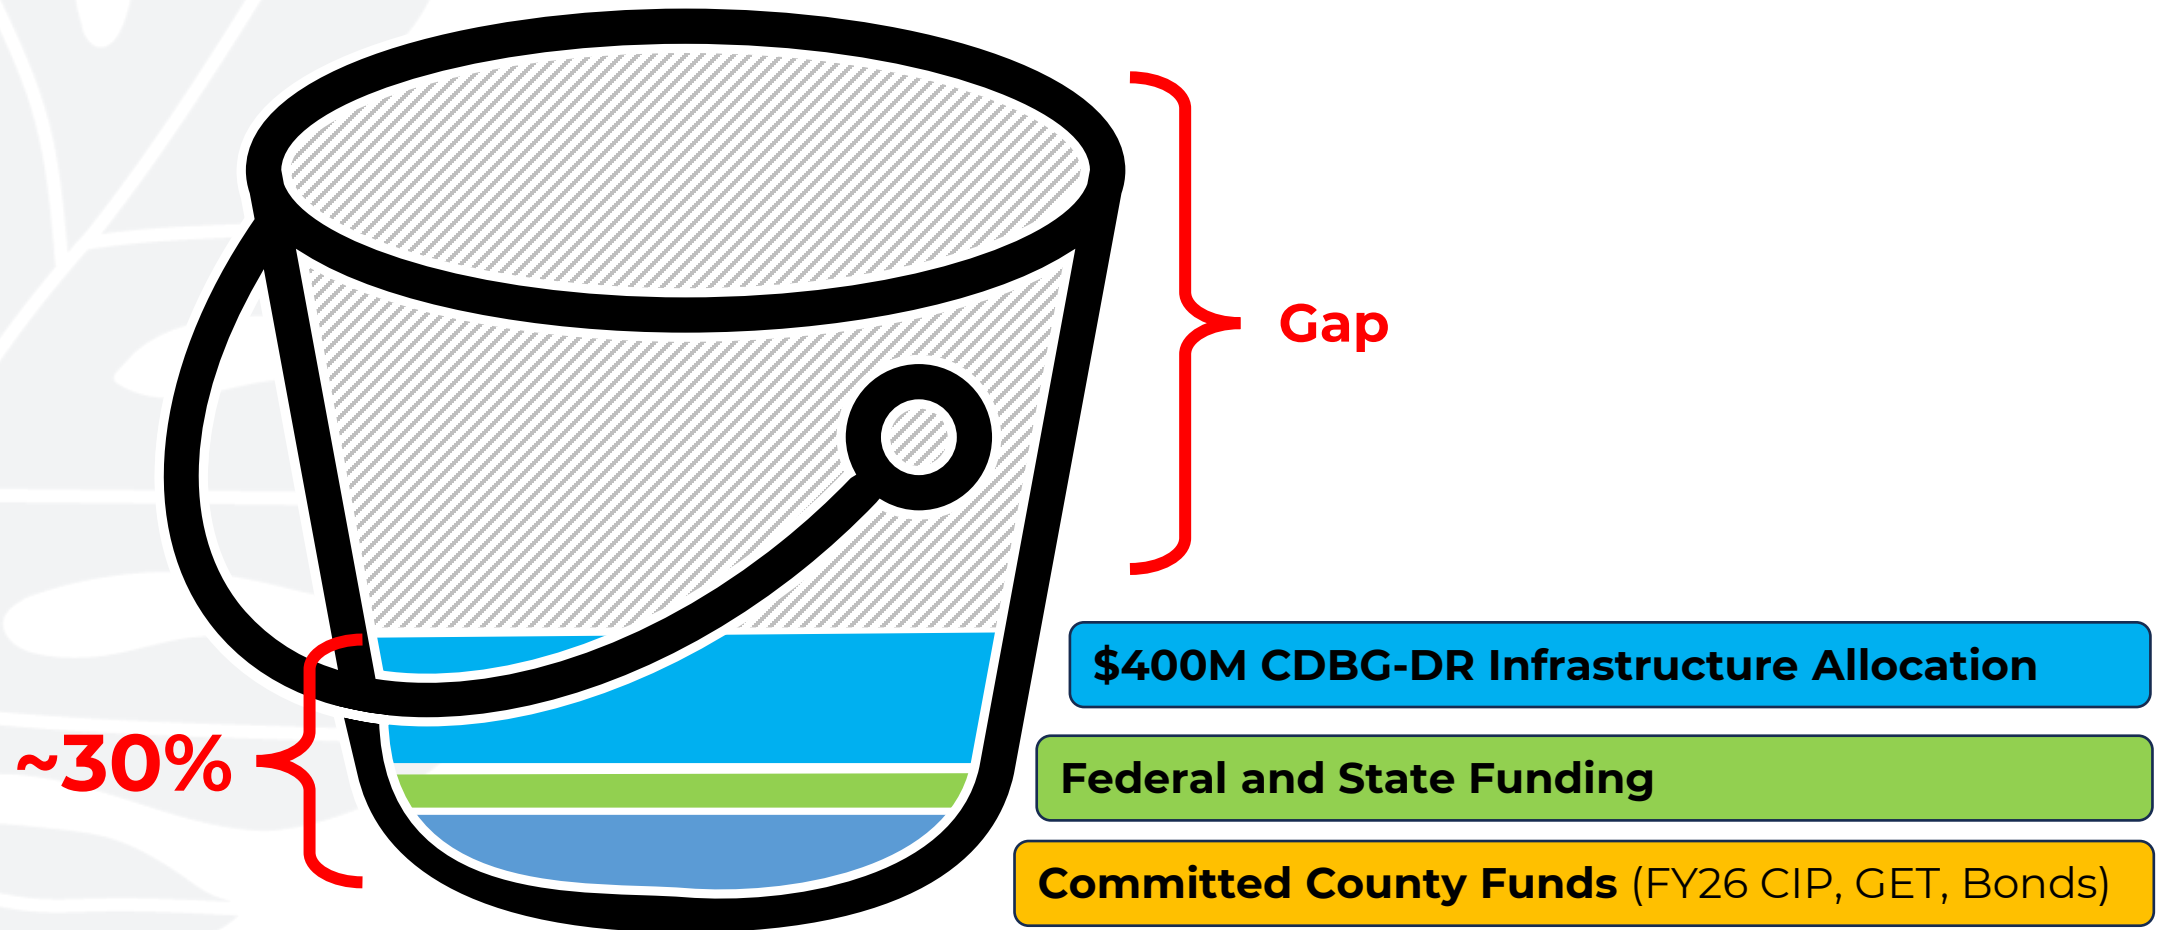 Gap
$400M CDBG-DR Infrastructure Allocation
~30%
Federal and State Funding
Committed County Funds (FY26 CIP, GET, Bonds)